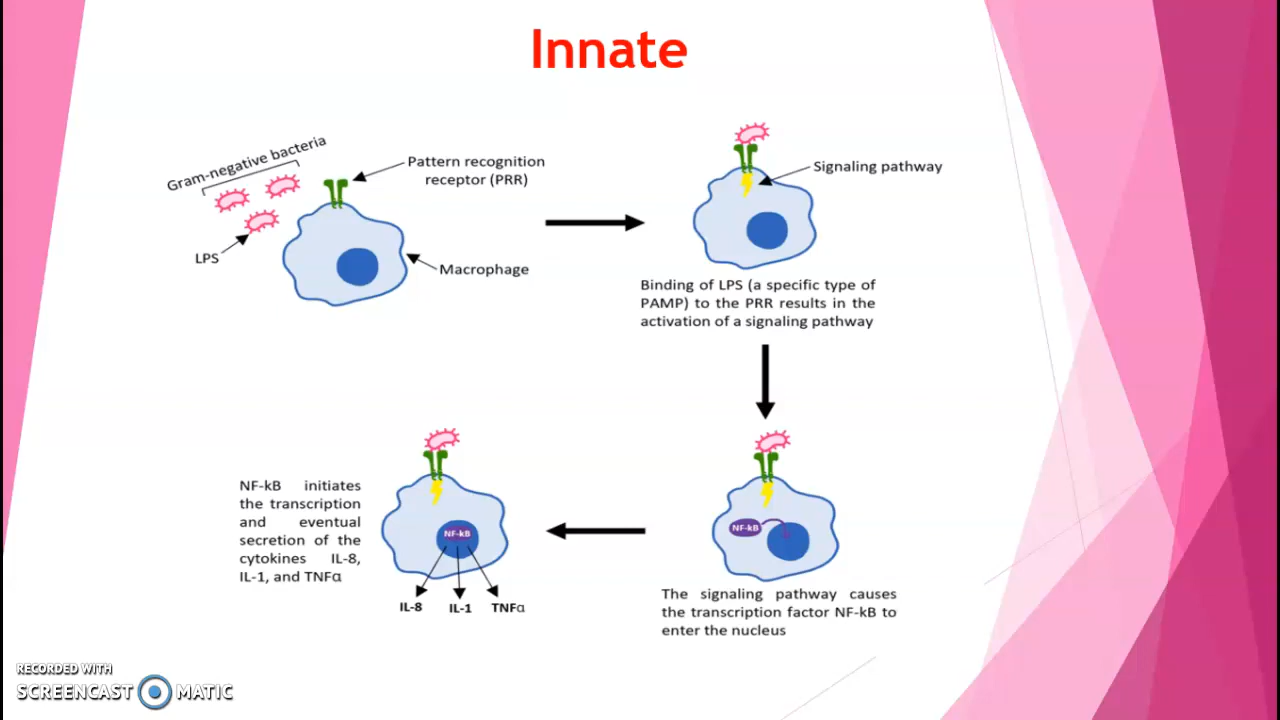 Innate
Gram-negative bacteria
LPS
Pattern recognition
receptor (PRR)
Macrophage
Signaling pathway
Binding of LPS (a specific type of
PAMP) to the PRR results in the
activation of a signaling pathway
NF-kB
The signaling pathway causes
the transcription factor NF-kB to
enter the nucleus
NF-kB initiates
the transcription
and eventual
secretion of the
cytokines IL-8,
IL-1, and TNFα
NF-kB
IL-8 IL-1 TNFα
RECORDED WITH
SCREENCAST MATIC